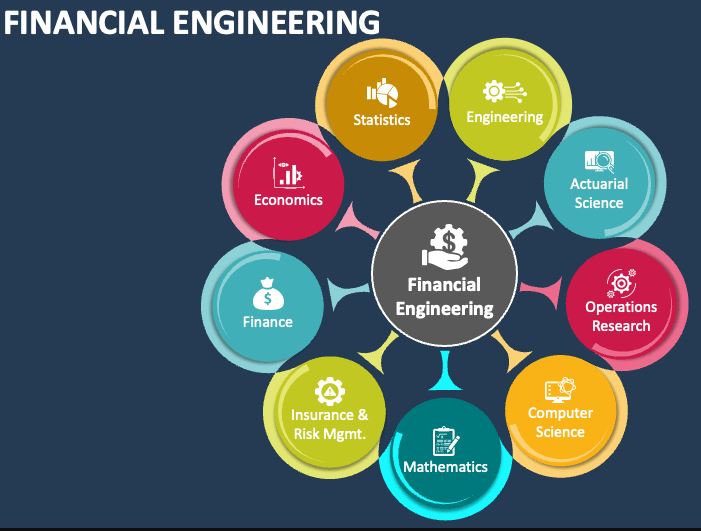 FINANCIAL ENGINEERING
Statistics
Engineering
Actuarial
Science
Operations
Research
Computer
Science
Mathematics
Insurance &
Risk Mgmt.
Finance
Economics
$
Financial
Engineering
$